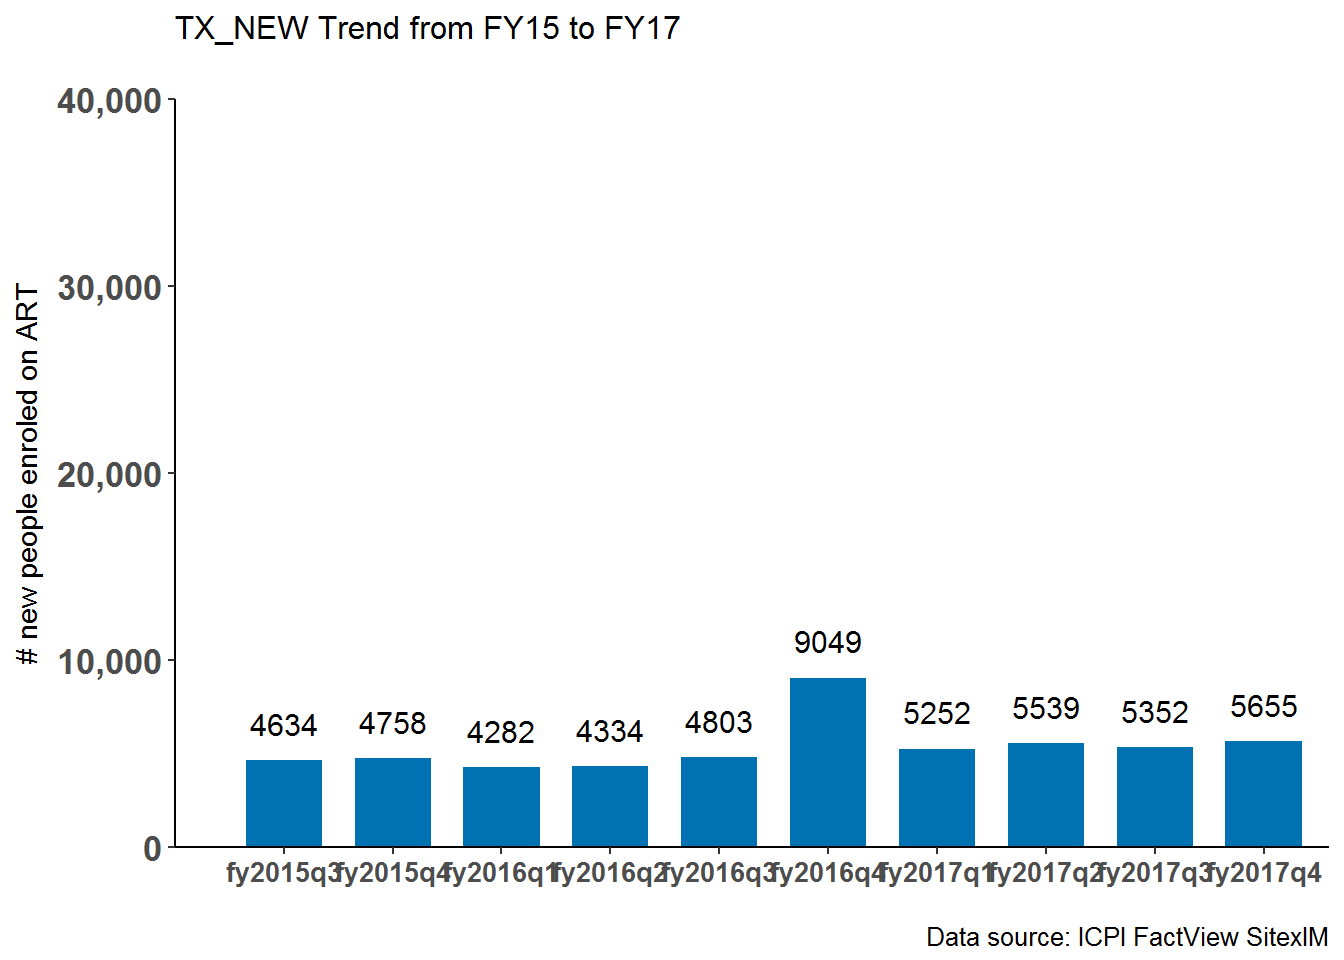 TX_NEW Trend from FY15 to FY17
40,000
30,000
20,000
10,000
0
# new people enroled on ART
4634
4758
4282
4334
4803
9049
5252
5539
5352
5655
fy2015q3
fy2015q4
fy2016q1
fy2016q2
fy2016q3
fy2016q4
fy2017q1
fy2017q2
fy2017q3
fy2017q4
Data source: ICPI FactView SitexIM